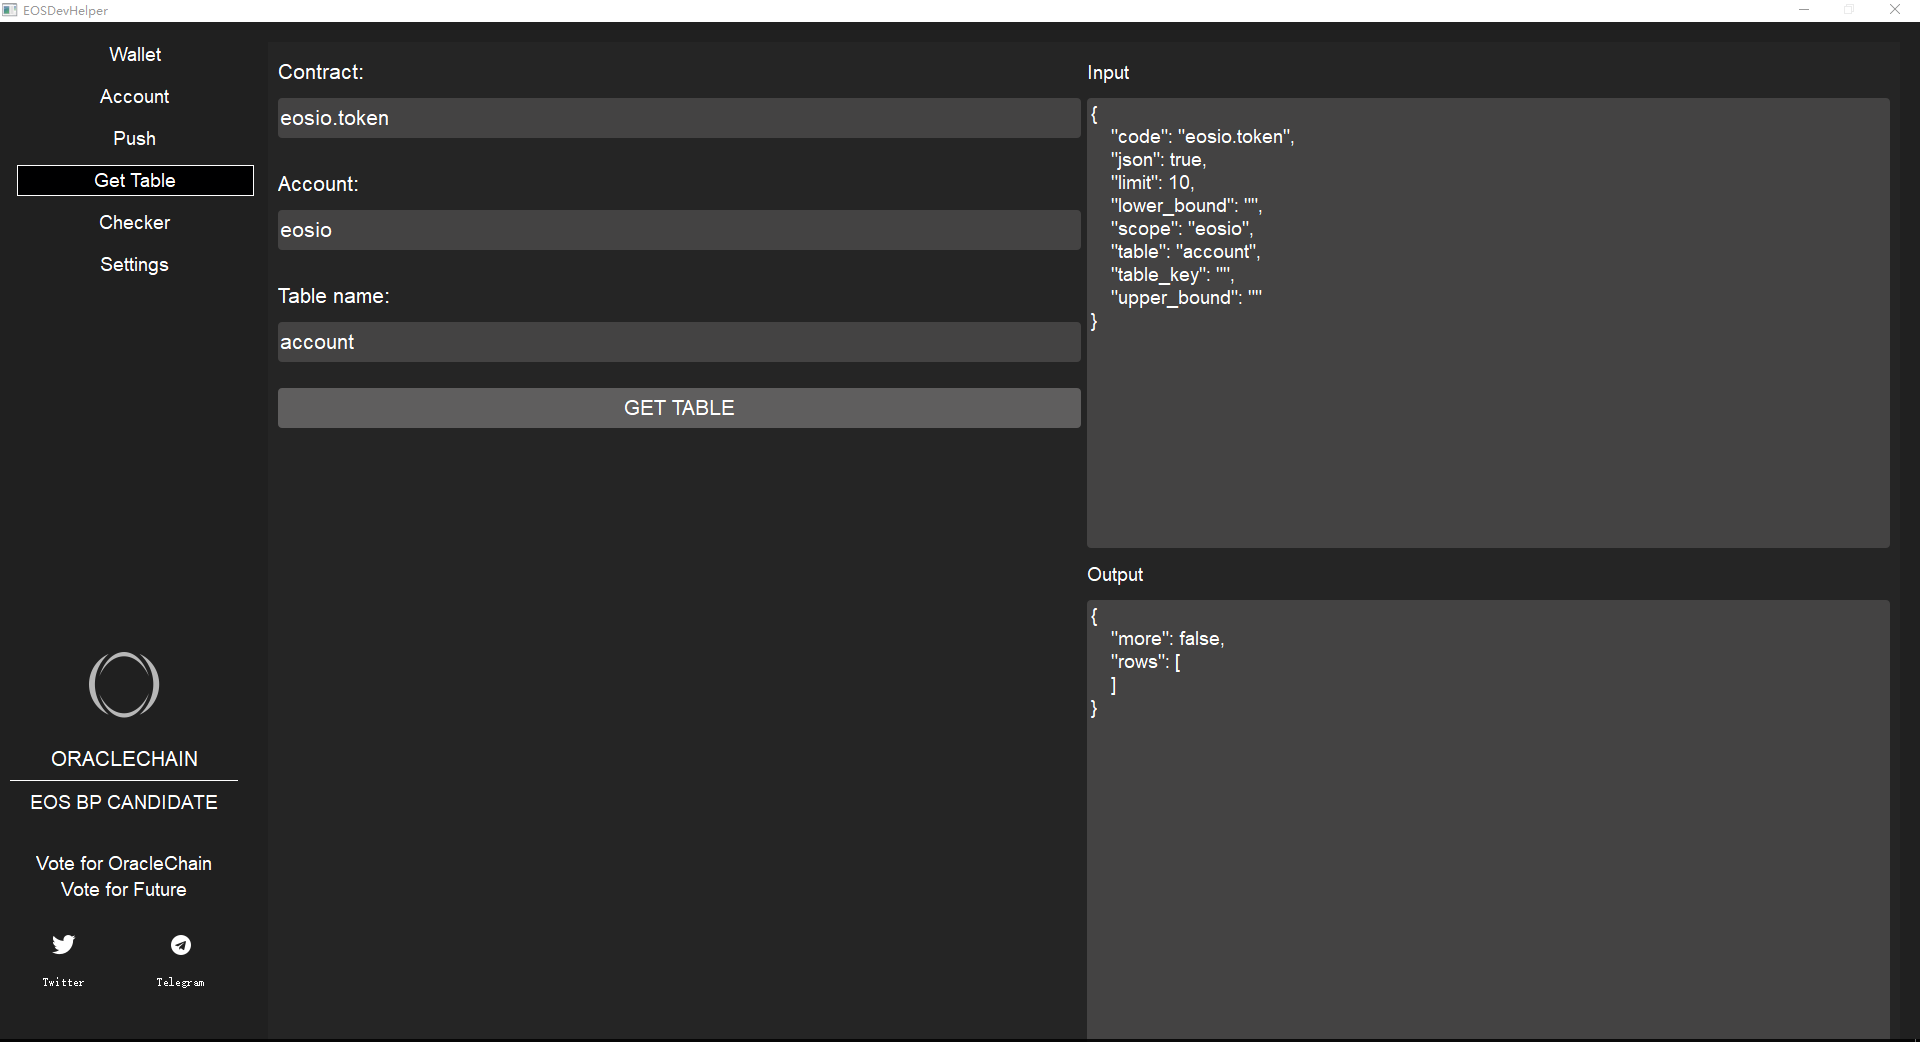 EOSDevHelper
Wallet
Account
Push
Get Table
Checker
Settings
ORACLECHAIN
EOS BP CANDIDATE
Vote for OracleChain
Vote for Future
Twitter
Telegram
Contract:
eosio.token
Account:
eosio
Table name:
account
GET TABLE
Input
{
"code": "eosio.token",
"json": true,
"limit": 10,
"lower_bound": "",
"scope": "eosio",
"table": "account",
"table_key": "",
"upper_bound": ""
}
Output
{
"more": false,
"rows": [
]
}